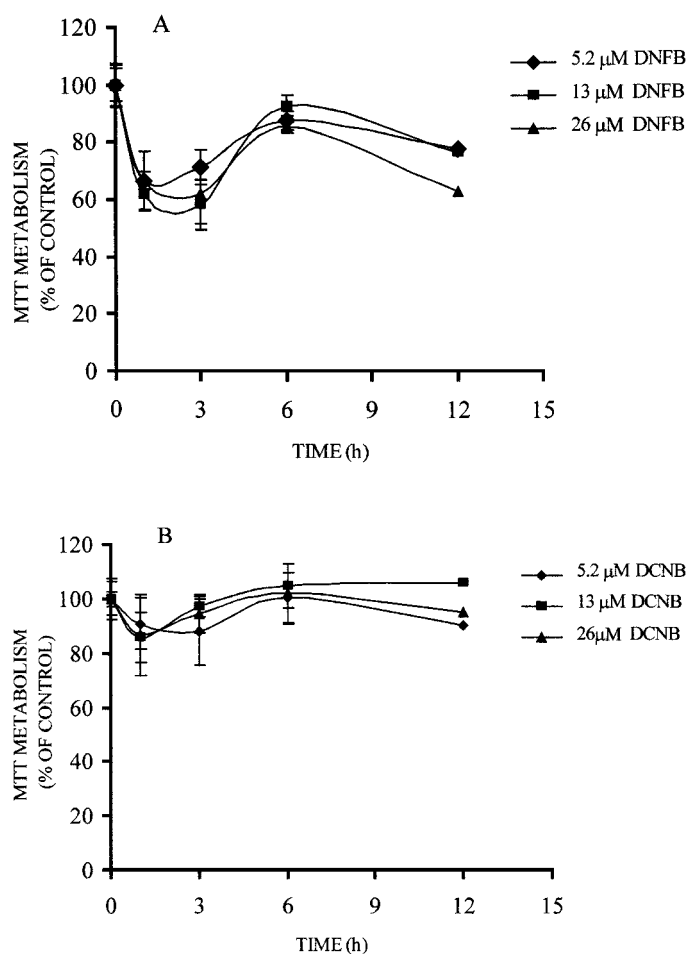 A
120
100
80
60
40
20
0
MTT METABOLISM
(% OF CONTROL)
0 3 6 9 12 15
TIME (h)
5.2 μM DNFB
13 μM DNFB
26 μM DNFB
B
120
100
80
60
40
20
0
MTT METABOLISM
(% OF CONTROL)
0 3 6 9 12 15
TIME (h)
5.2 μM DCNB
13 μM DCNB
26μM DCNB